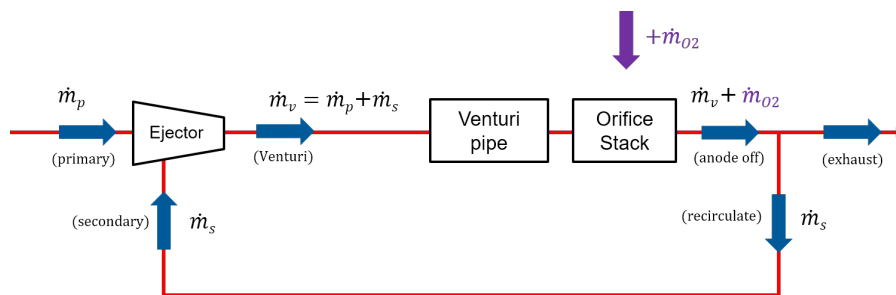 +ṁ_O2
ṁ_p
ṁ_v = ṁ_p+ṁ_s
ṁ_v+ ṁ_O2
Ejector
Venturi
pipe
Orifice
Stack
(primary)
(Venturi)
(anode off)
(exhaust)
(secondary)
ṁ_s
(recirculate)
ṁ_s